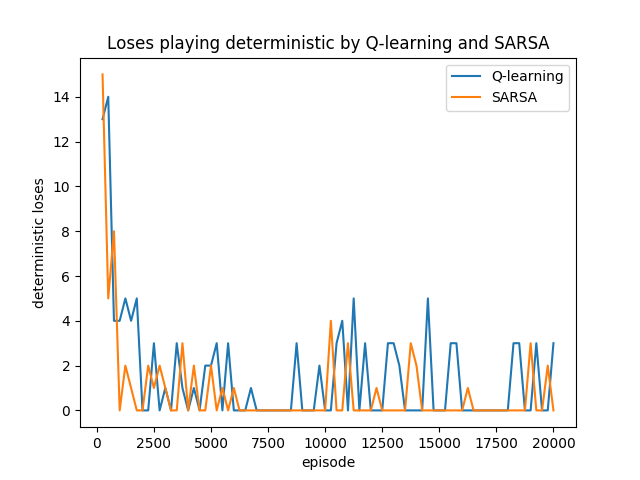 Loses playing deterministic by Q-learning and SARSA
Q-learning
SARSA
14
12
10
8
6
4
2
0
deterministic loses
0 2500 5000 7500 10000 12500 15000 17500 20000
episode